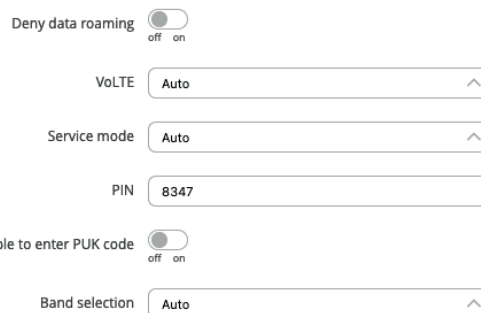 Deny data roaming
off on
VoLTE Auto
Service mode Auto
PIN 8347
ple to enter PUK code
off on
Band selection Auto